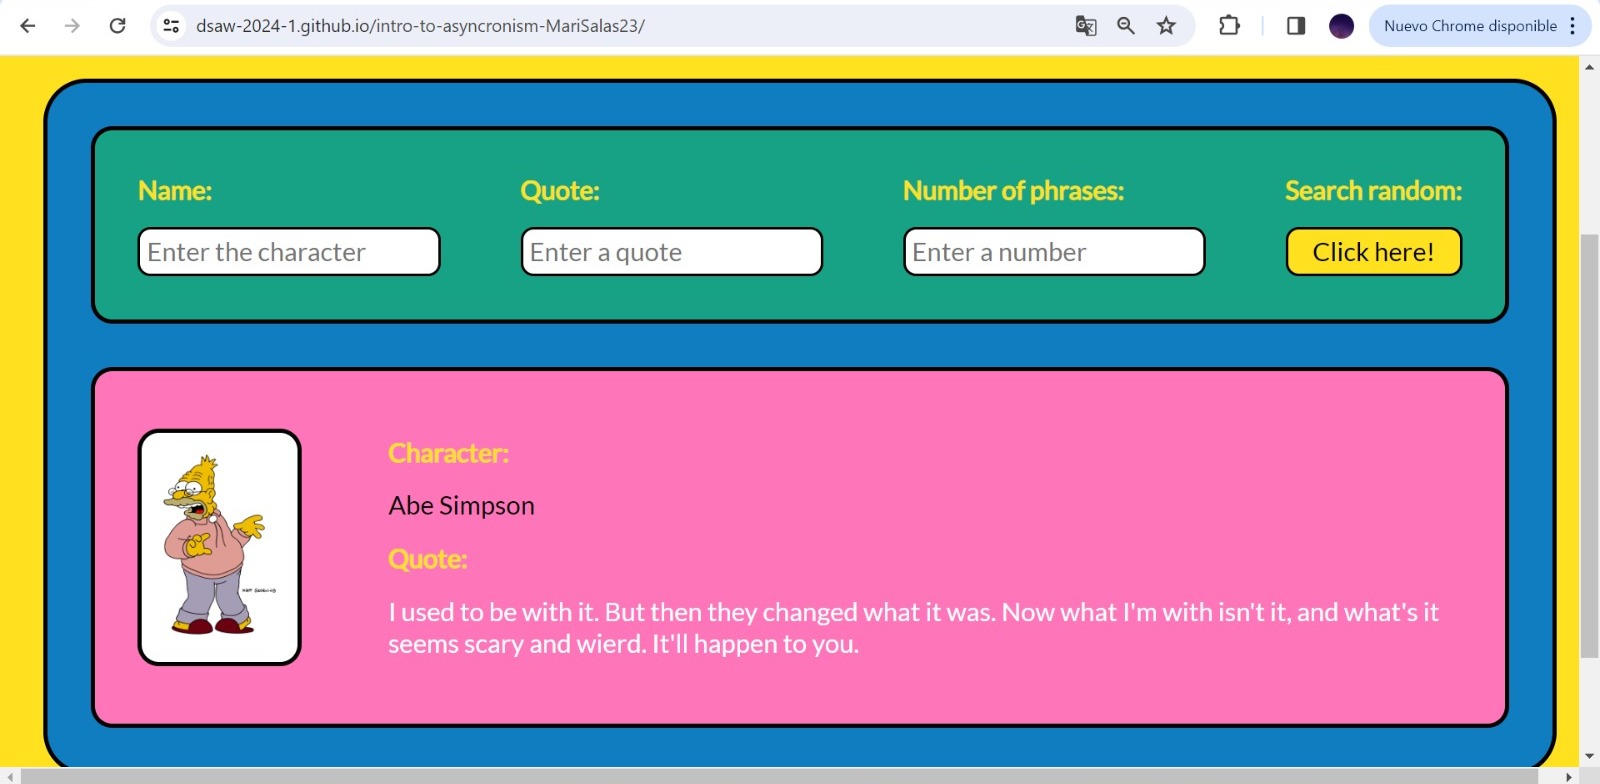 dsaw-2024-1.github.io/intro-to-asyncronism-MariSalas23/
Nuevo Chrome disponible
Name: Quote: Number of phrases: Search random:
Enter the character Enter a quote Enter a number Click here!
Character:
Abe Simpson
Quote:
I used to be with it. But then they changed what it was. Now what I'm with isn't it, and what's it
seems scary and wierd. It'll happen to you.